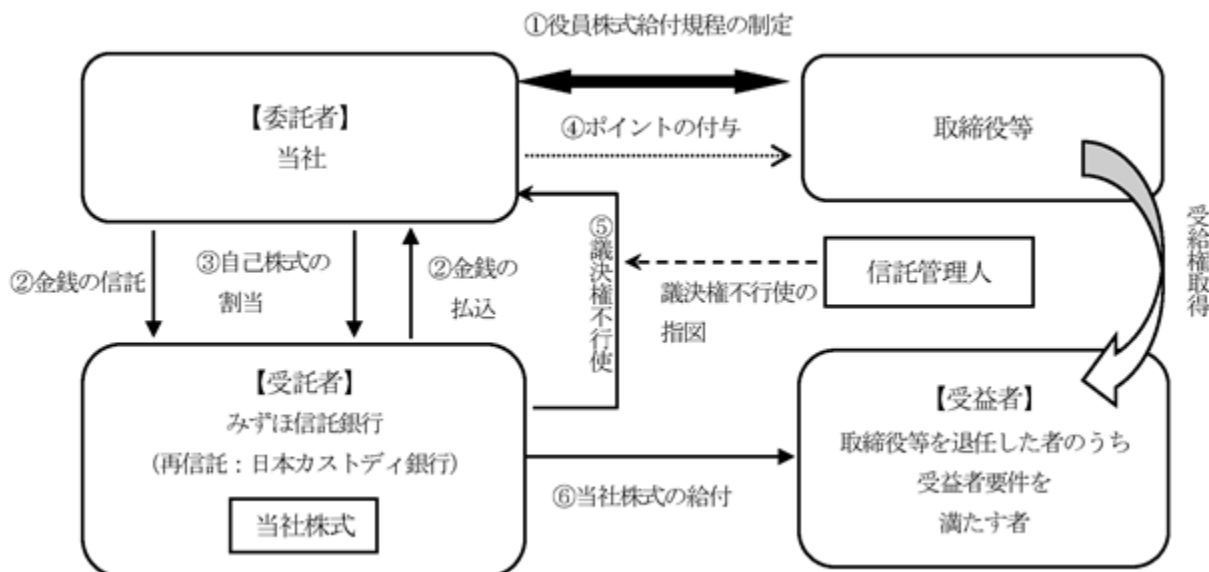 ①役員株式給付規程の制定
【委託者】
当社
④ポイントの付与
取締役等
②金銭の信託
③自己株式の
割当
②金銭の
払込
⑤議決権不行使
議決権不行使の
指図
信託管理人
受給権取得
【受託者】
みずほ信託銀行
(再信託：日本カストディ銀行)
当社株式
⑥当社株式の給付
【受益者】
取締役等を退任した者のうち
受益者要件を
満たす者